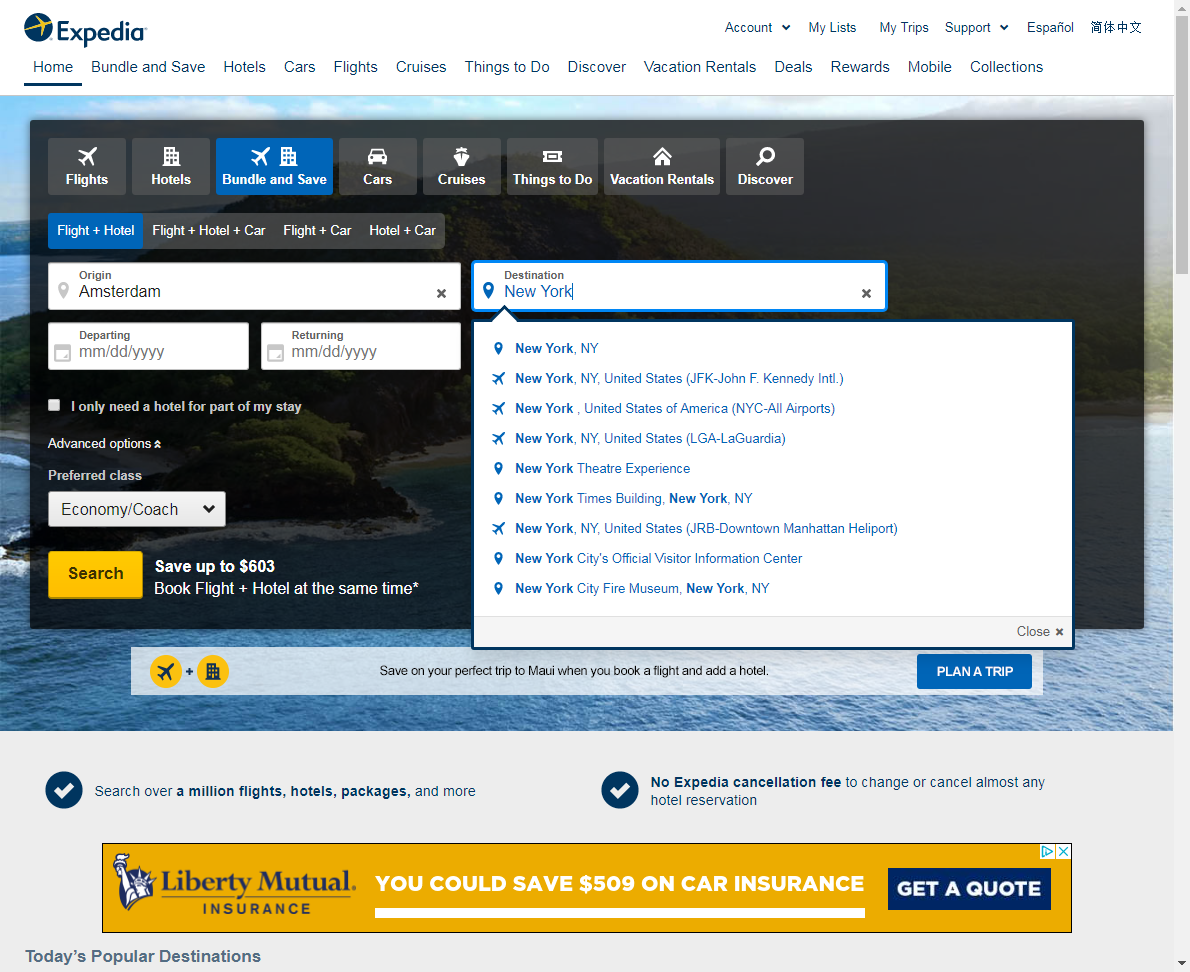 Expedia
Account My Lists My Trips Support Español 简体中文
Home Bundle and Save Hotels Cars Flights Cruises Things to Do Discover Vacation Rentals Deals Rewards Mobile Collections
Flights Hotels Bundle and Save Cars Cruises Things to Do Vacation Rentals Discover
Flight + Hotel Flight + Hotel + Car Flight + Car Hotel + Car
Origin
Amsterdam
Destination
New York
Departing
mm/dd/yyyy
Returning
mm/dd/yyyy
I only need a hotel for part of my stay
Advanced options
Preferred class
Economy/Coach
Search
Save up to $603
Book Flight + Hotel at the same time*
New York, NY
New York, NY, United States (JFK-John F. Kennedy Intl.)
New York , United States of America (NYC-All Airports)
New York, NY, United States (LGA-LaGuardia)
New York Theatre Experience
New York Times Building, New York, NY
New York, NY, United States (JRB-Downtown Manhattan Heliport)
New York City's Official Visitor Information Center
New York City Fire Museum, New York, NY
Close
+ Save on your perfect trip to Maui when you book a flight and add a hotel. PLAN A TRIP
Search over a million flights, hotels, packages, and more
No Expedia cancellation fee to change or cancel almost any
hotel reservation
Liberty Mutual.
INSURANCE
YOU COULD SAVE $509 ON CAR INSURANCE
GET A QUOTE
Today's Popular Destinations